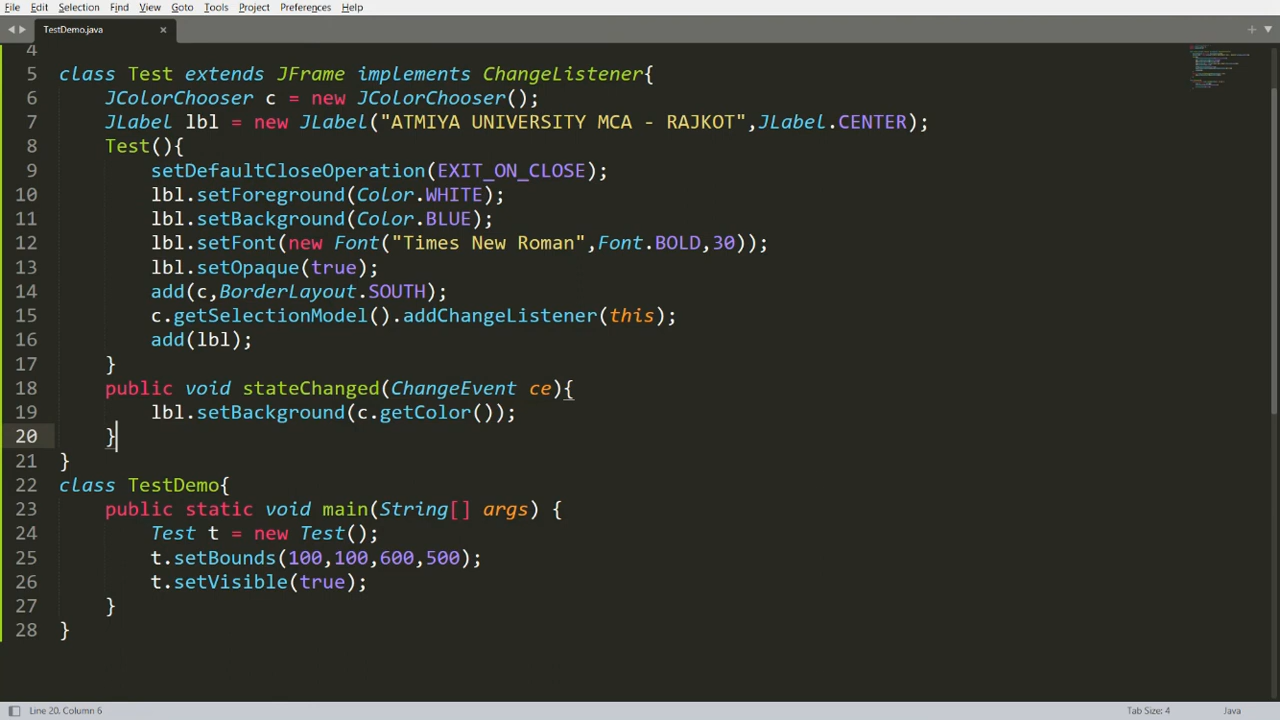 File Edit Selection Find View Goto Tools Project Preferences Help
TestDemo.java
4
5 class Test extends JFrame implements ChangeListener{
6 JColorChooser c = new JColorChooser();
7 JLabel lbl = new JLabel("ATMIYA UNIVERSITY MCA - RAJKOT",JLabel.CENTER);
8 Test(){
9 setDefaultCloseOperation(EXIT_ON_CLOSE);
10 lbl.setForeground(Color.WHITE);
11 lbl.setBackground(Color.BLUE);
12 lbl.setFont(new Font("Times New Roman",Font.BOLD,30));
13 lbl.setOpaque(true);
14 add(c,BorderLayout.SOUTH);
15 c.getSelectionModel().addChangeListener(this);
16 add(lbl);
17 }
18 public void stateChanged(ChangeEvent ce){
19 lbl.setBackground(c.getColor());
20 }
21 }
22 class TestDemo{
23 public static void main(String[] args) {
24 Test t = new Test();
25 t.setBounds(100,100,600,500);
26 t.setVisible(true);
27 }
28 }
Line 20, Column 6 Tab Size: 4 Java